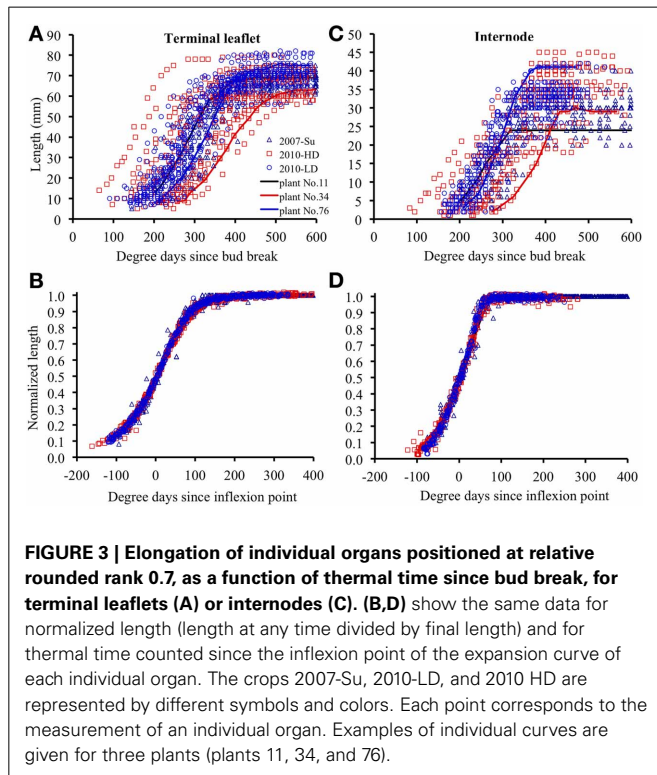 A
Terminal leaflet
Length (mm)
90
80
70
60
50
40
30
20
10
0
2007-Su
2010-HD
2010-LD
plant No.11
plant No.34
plant No.76
0 100 200 300 400 500 600
Degree days since bud break
C
Internode
50
45
40
35
30
25
20
15
10
5
0
0 100 200 300 400 500 600
Degree days since bud break
B
Normalized length
1.0
0.9
0.8
0.7
0.6
0.5
0.4
0.3
0.2
0.1
0.0
-200 -100 0 100 200 300 400
Degree days since inflexion point
D
1.0
0.9
0.8
0.7
0.6
0.5
0.4
0.3
0.2
0.1
0.0
-200 -100 0 100 200 300 400
Degree days since inflexion point
FIGURE 3 | Elongation of individual organs positioned at relative
rounded rank 0.7, as a function of thermal time since bud break, for
terminal leaflets (A) or internodes (C). (B,D) show the same data for
normalized length (length at any time divided by final length) and for
thermal time counted since the inflexion point of the expansion curve of
each individual organ. The crops 2007-Su, 2010-LD, and 2010 HD are
represented by different symbols and colors. Each point corresponds to the
measurement of an individual organ. Examples of individual curves are
given for three plants (plants 11, 34, and 76).